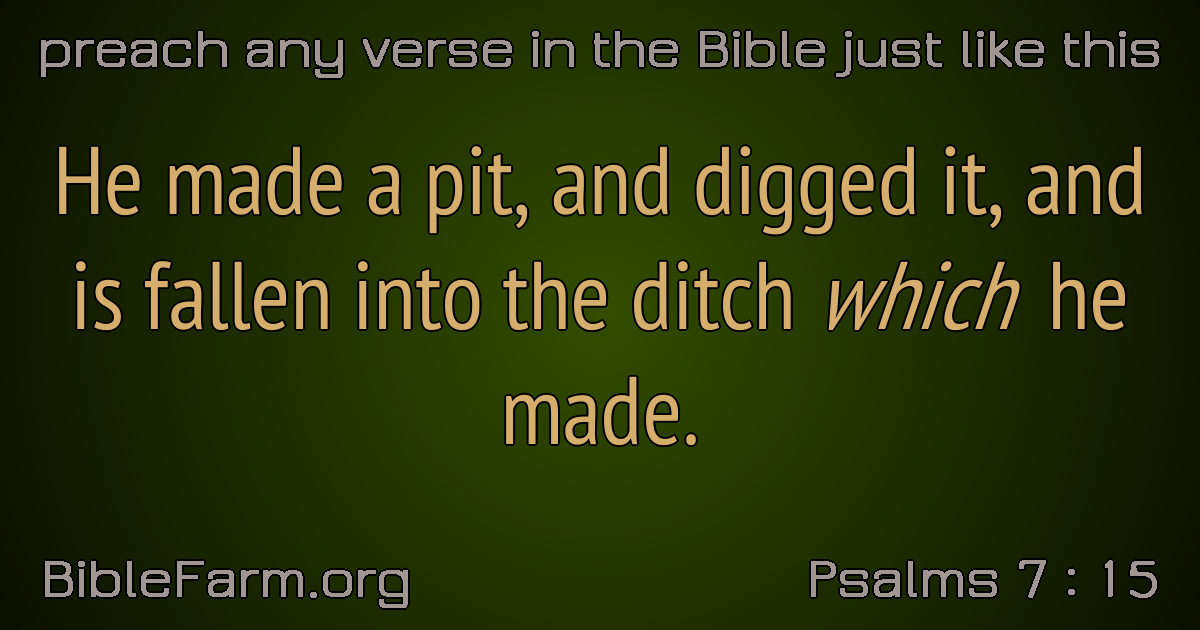 preach any verse in the Bible just like this
He made a pit, and digged it, and
is fallen into the ditch which he
made.
BibleFarm.org
Psalms 7 : 15